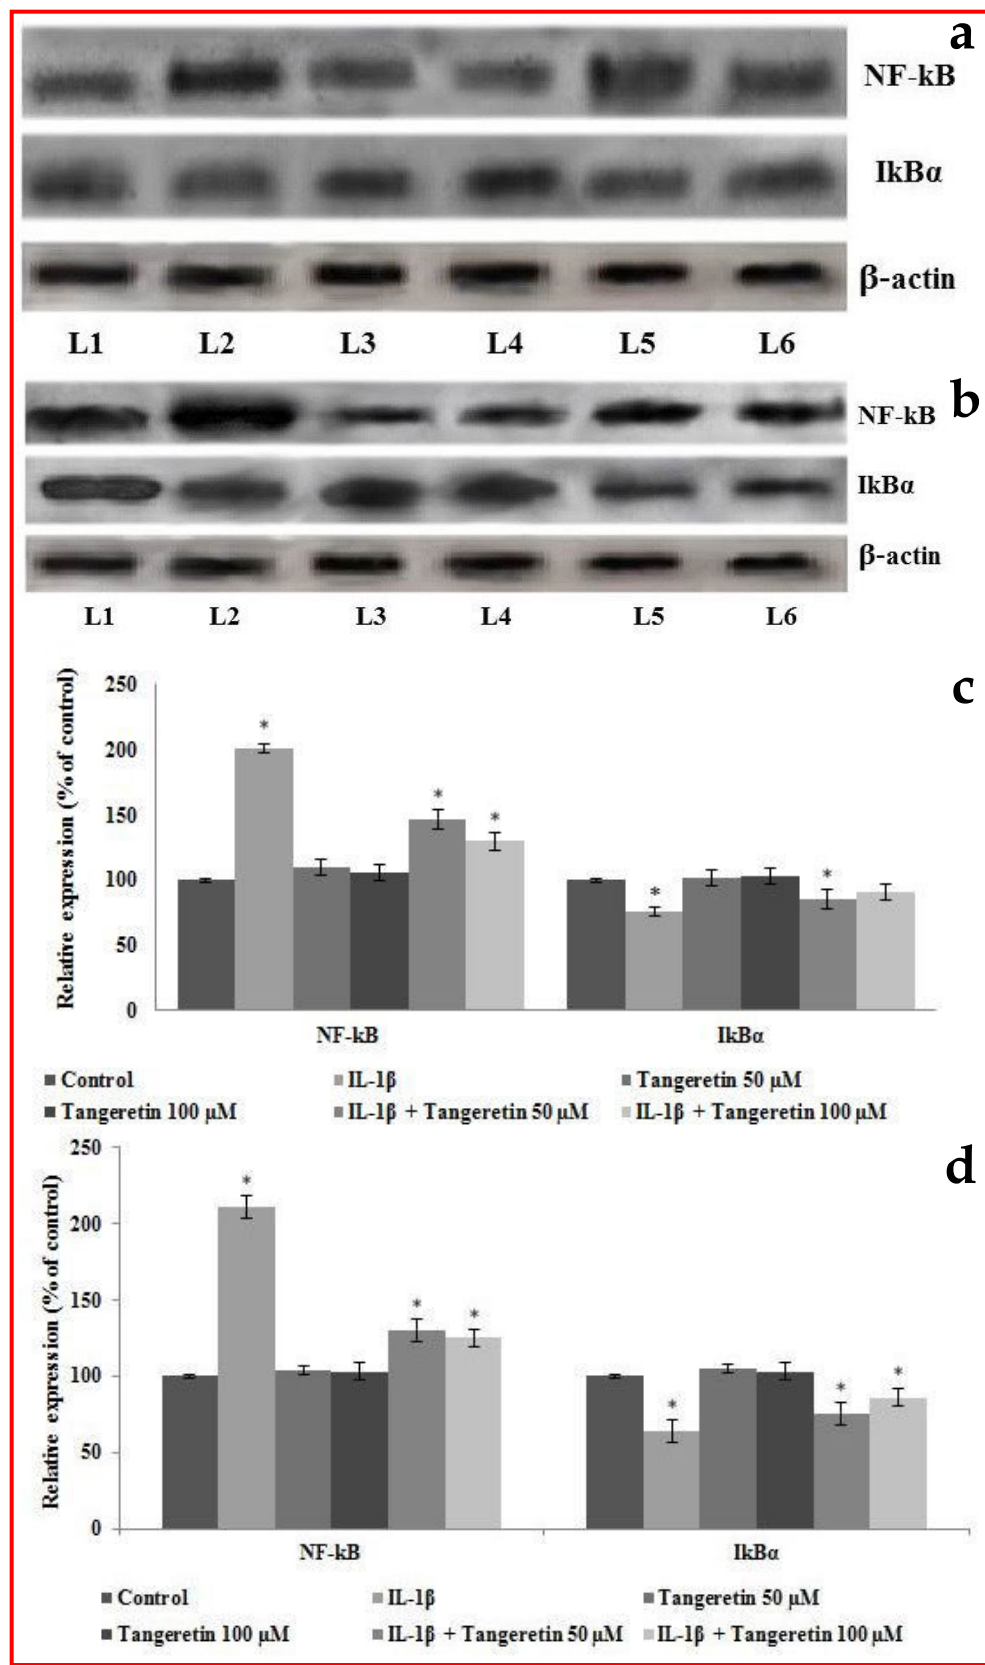 a
NF-kB
IkBα
β-actin
L1 L2 L3 L4 L5 L6
b
NF-kB
IkBα
β-actin
L1 L2 L3 L4 L5 L6
c
Relative expression (% of control)
250
200
150
100
50
0
* * * * *
NF-kB IkBα
Control IL-1β Tangeretin 50 µM
Tangeretin 100 µM IL-1β + Tangeretin 50 µM IL-1β + Tangeretin 100 µM
d
Relative expression (% of control)
250
200
150
100
50
0
* * * * * *
NF-kB IkBα
Control IL-1β Tangeretin 50 µM
Tangeretin 100 µM IL-1β + Tangeretin 50 µM IL-1β + Tangeretin 100 µM